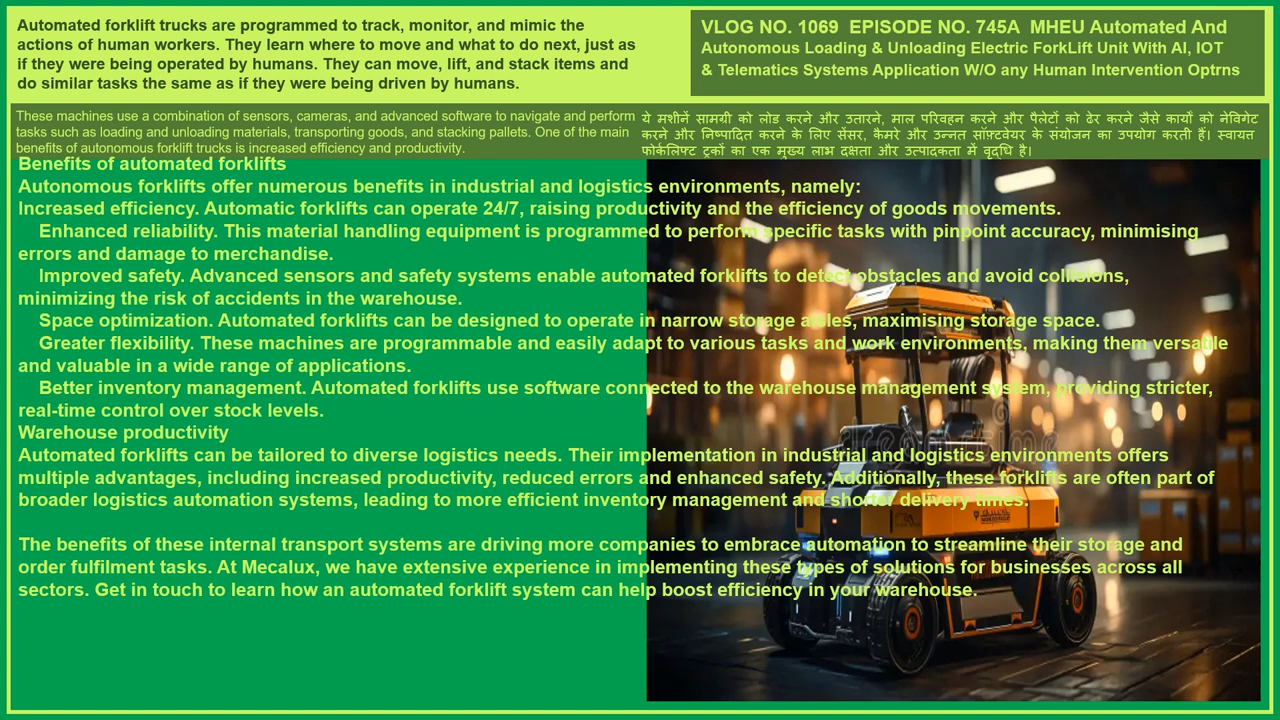 Automated forklift trucks are programmed to track, monitor, and mimic the
actions of human workers. They learn where to move and what to do next, just as
if they were being operated by humans. They can move, lift, and stack items and
do similar tasks the same as if they were being driven by humans.
VLOG NO. 1069 EPISODE NO. 745A MHEU Automated And
Autonomous Loading & Unloading Electric ForkLift Unit With AI, IOT
& Telematics Systems Application W/O any Human Intervention Optrns
These machines use a combination of sensors, cameras, and advanced software to navigate and perform
tasks such as loading and unloading materials, transporting goods, and stacking pallets. One of the main
benefits of autonomous forklift trucks is increased efficiency and productivity.
ये मशीनें सामग्री को लोड करने और उतारने, माल परिवहन करने और पैलेटों को ढेर करने जैसे कार्यों को नेविगेट
करने और निष्पादित करने के लिए सेंसर, कैमरे और उन्नत सॉफ़्टवेयर के संयोजन का उपयोग करती हैं। स्वायत्त
फोर्कलिफ्ट ट्रकों का एक मुख्य लाभ दक्षता और उत्पादकता में वृद्धि है।
Benefits of automated forklifts
Autonomous forklifts offer numerous benefits in industrial and logistics environments, namely:
Increased efficiency. Automatic forklifts can operate 24/7, raising productivity and the efficiency of goods movements.
Enhanced reliability. This material handling equipment is programmed to perform specific tasks with pinpoint accuracy, minimising
errors and damage to merchandise.
Improved safety. Advanced sensors and safety systems enable automated forklifts to detect obstacles and avoid collisions,
minimizing the risk of accidents in the warehouse.
Space optimization. Automated forklifts can be designed to operate in narrow storage aisles, maximising storage space.
Greater flexibility. These machines are programmable and easily adapt to various tasks and work environments, making them versatile
and valuable in a wide range of applications.
Better inventory management. Automated forklifts use software connected to the warehouse management system, providing stricter,
real-time control over stock levels.
Warehouse productivity
Automated forklifts can be tailored to diverse logistics needs. Their implementation in industrial and logistics environments offers
multiple advantages, including increased productivity, reduced errors and enhanced safety. Additionally, these forklifts are often part of
broader logistics automation systems, leading to more efficient inventory management and shorter delivery times.
The benefits of these internal transport systems are driving more companies to embrace automation to streamline their storage and
order fulfilment tasks. At Mecalux, we have extensive experience in implementing these types of solutions for businesses across all
sectors. Get in touch to learn how an automated forklift system can help boost efficiency in your warehouse.